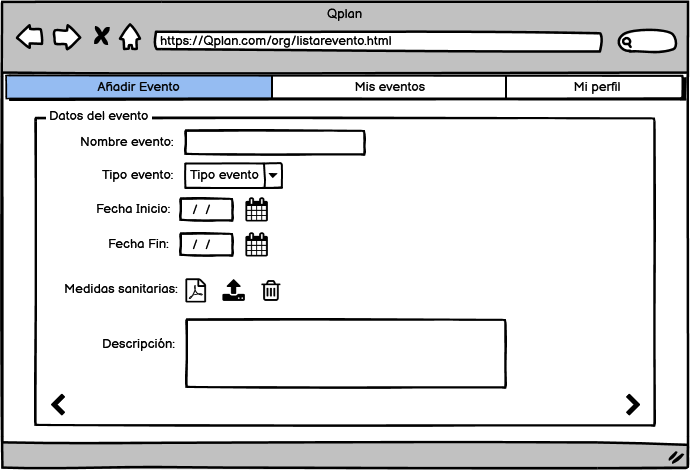 Qplan
https://Qplan.com/org/listarevento.html
Añadir Evento
Mis eventos
Mi perfil
Datos del evento
Nombre evento:
Tipo evento: Tipo evento
Fecha Inicio: / /
Fecha Fin: / /
Medidas sanitarias:
Descripción: